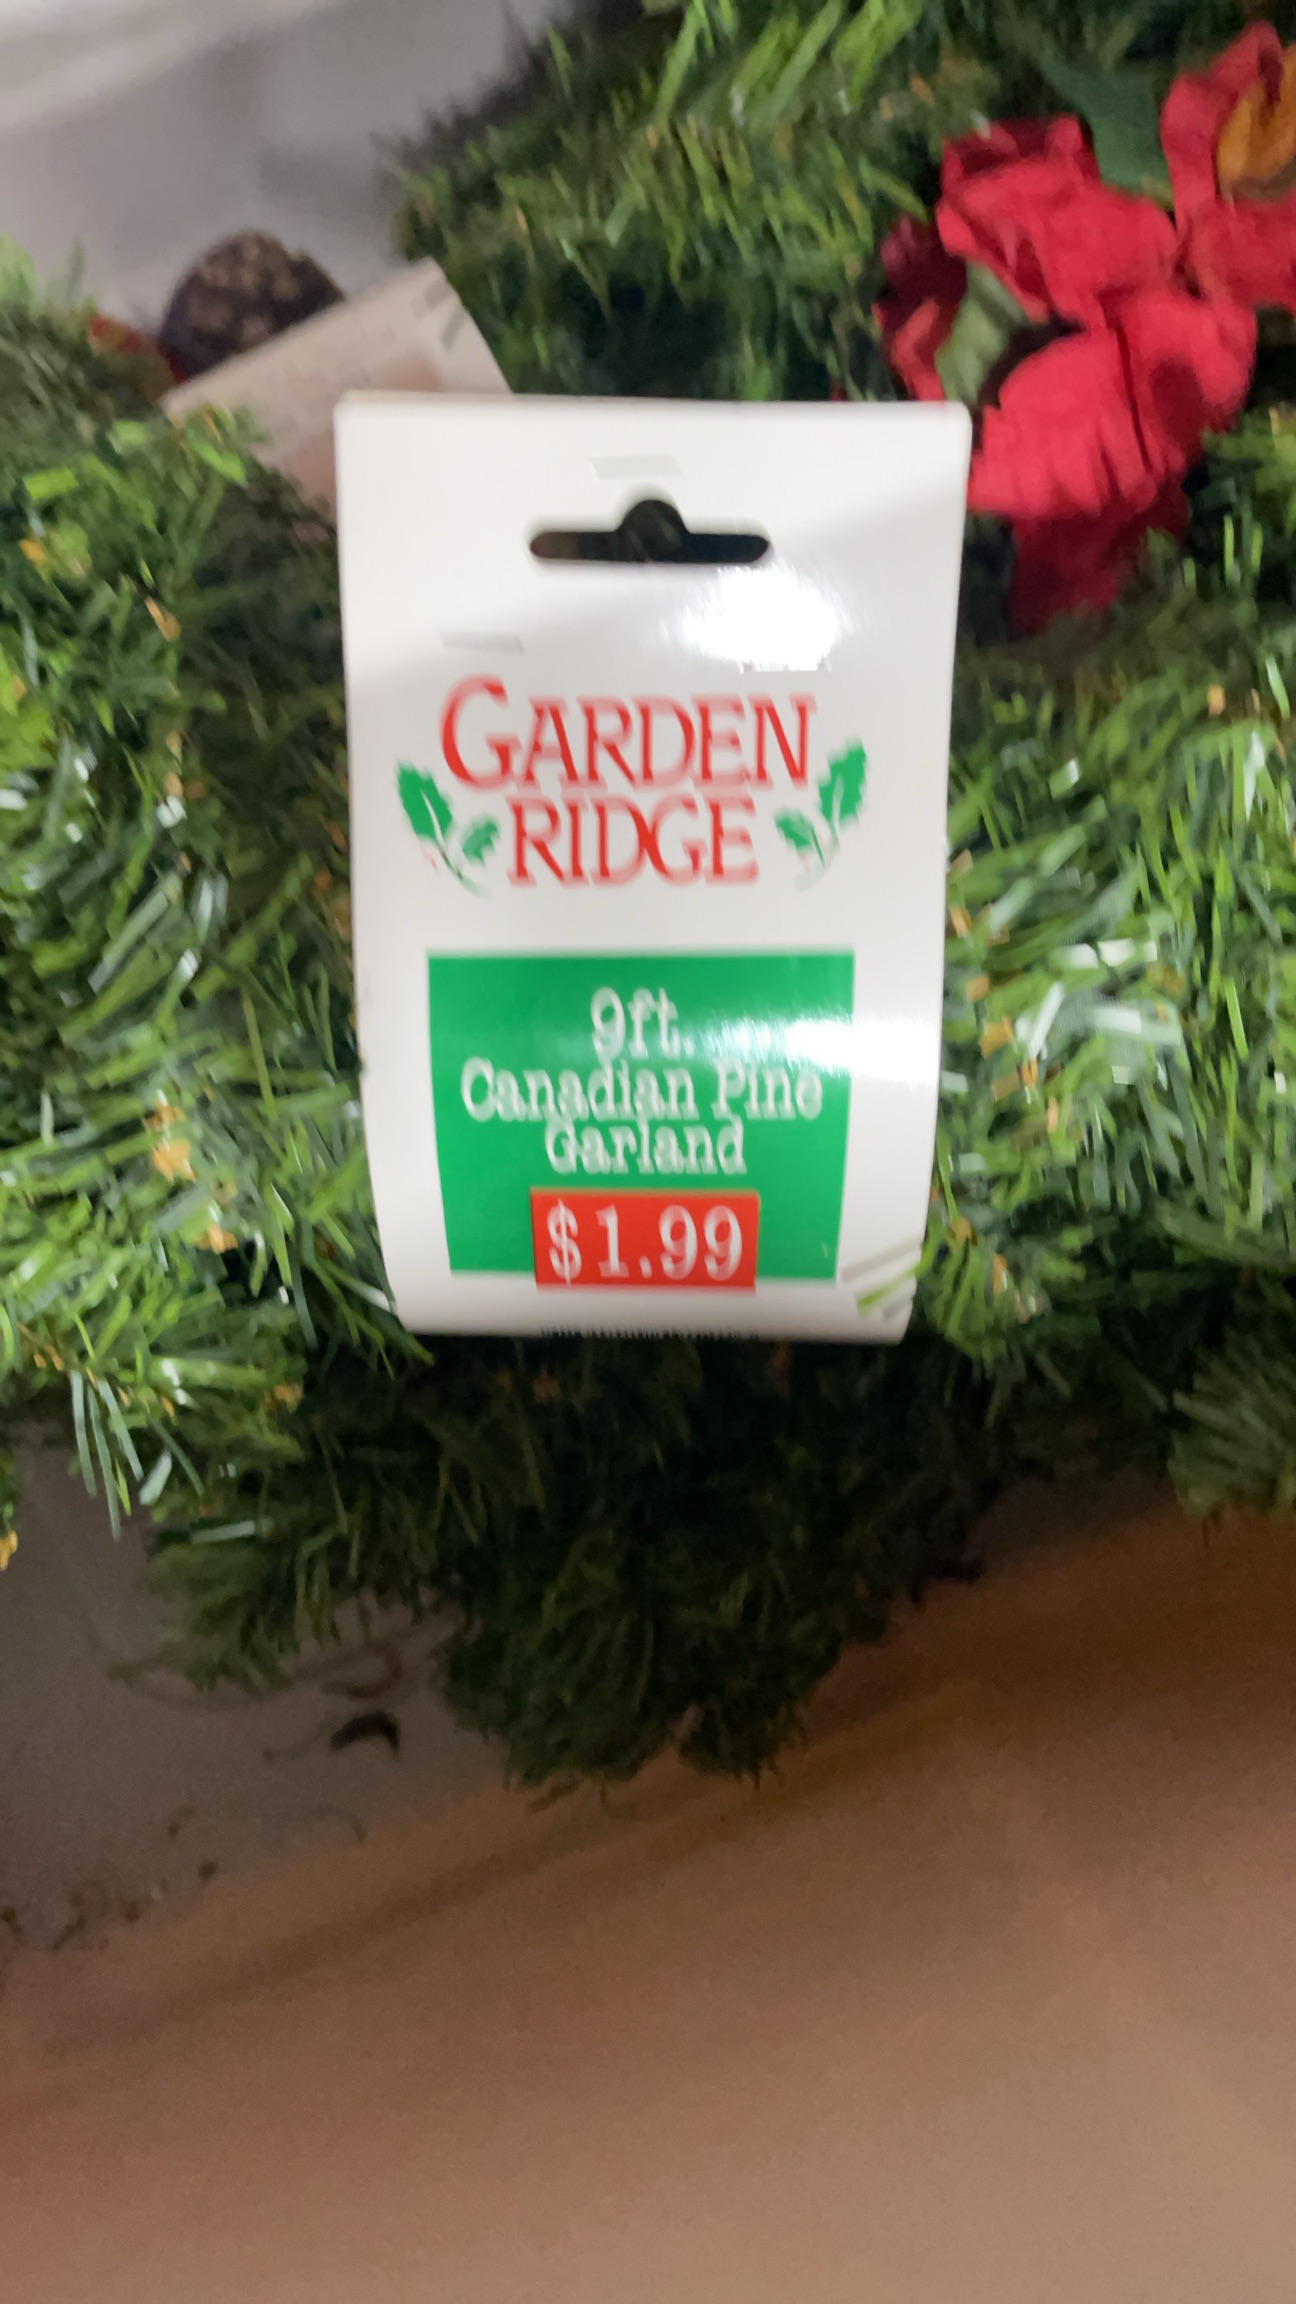 GARDEN
RIDGE
9ft.
Canadian Pine
Garland
$1.99